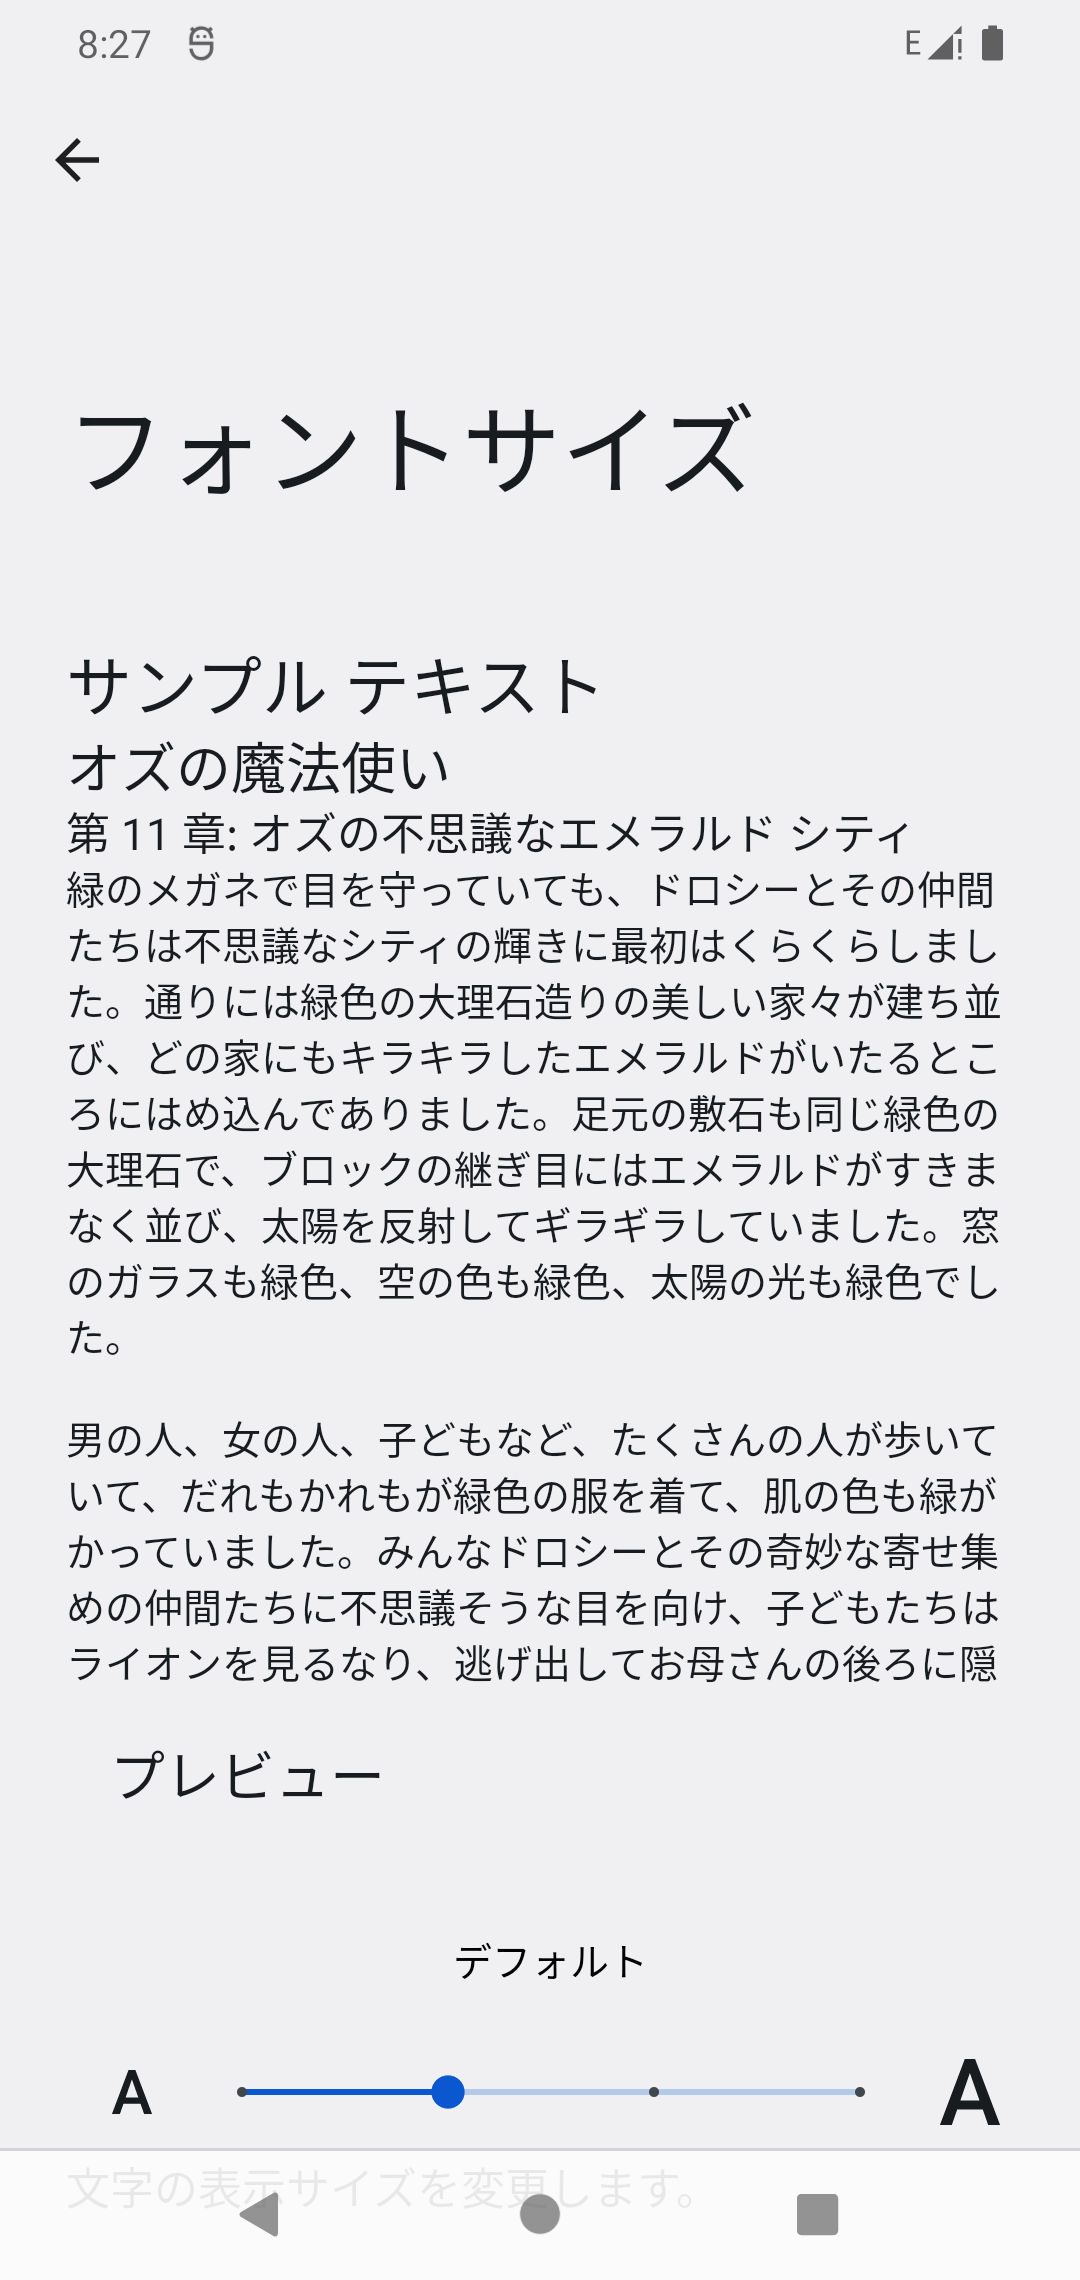 8:27
E
フォントサイズ
サンプル テキスト
オズの魔法使い
第 11 章: オズの不思議なエメラルド シティ
緑のメガネで目を守っていても、ドロシーとその仲間
たちは不思議なシティの輝きに最初はくらくらしまし
た。通りには緑色の大理石造りの美しい家々が建ち並
び、どの家にもキラキラしたエメラルドがいたるとこ
ろにはめ込んでありました。足元の敷石も同じ緑色の
大理石で、ブロックの継ぎ目にはエメラルドがすきま
なく並び、太陽を反射してギラギラしていました。窓
のガラスも緑色、空の色も緑色、太陽の光も緑色でし
た。
男の人、女の人、子どもなど、たくさんの人が歩いて
いて、だれもかれもが緑色の服を着て、肌の色も緑が
かっていました。みんなドロシーとその奇妙な寄せ集
めの仲間たちに不思議そうな目を向け、子どもたちは
ライオンを見るなり、逃げ出してお母さんの後ろに隠
プレビュー
デフォルト
A A
文字の表示サイズを変更します。